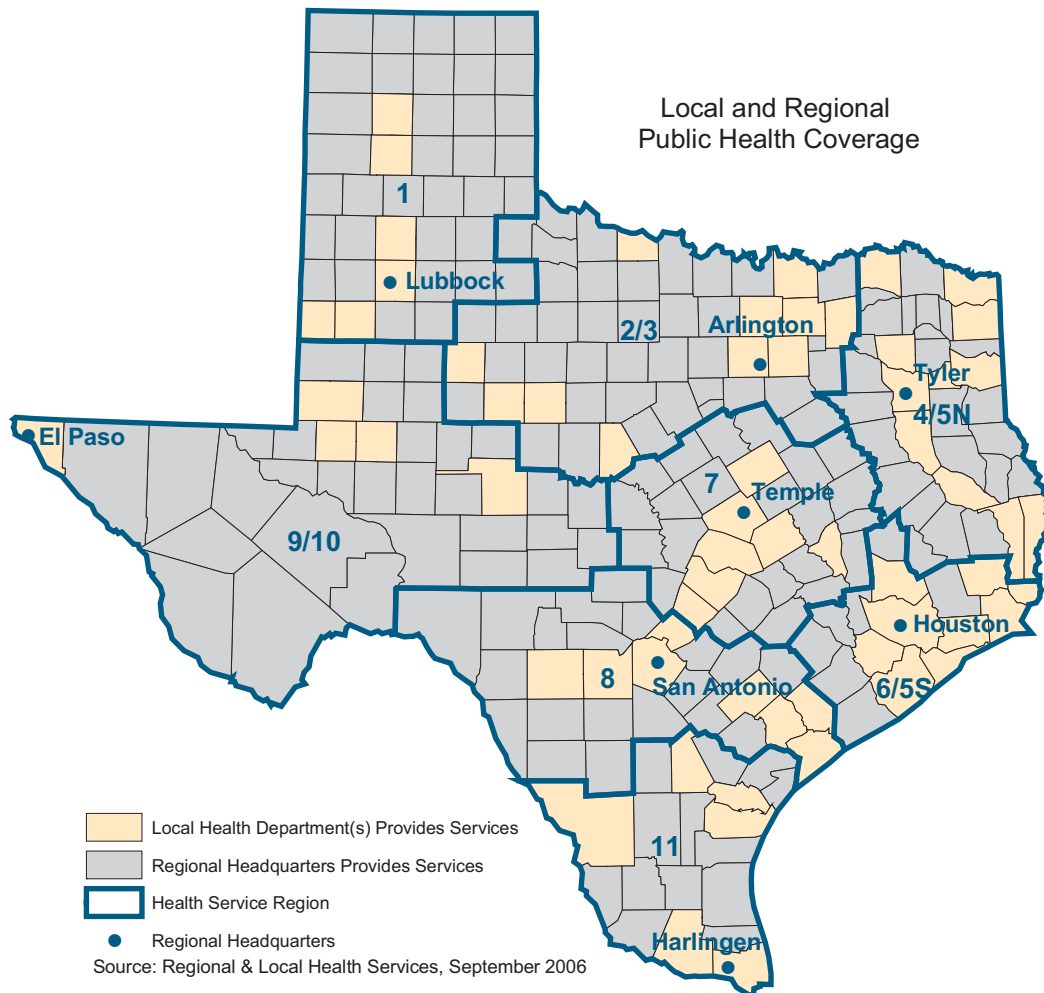 Local and Regional
Public Health Coverage
1
Lubbock
2/3
Arlington
Tyler
4/5N
El Paso
7
Temple
9/10
Houston
8
San Antonio
6/5S
11
Harlingen
Local Health Department(s) Provides Services
Regional Headquarters Provides Services
Health Service Region
Regional Headquarters
Source: Regional & Local Health Services, September 2006